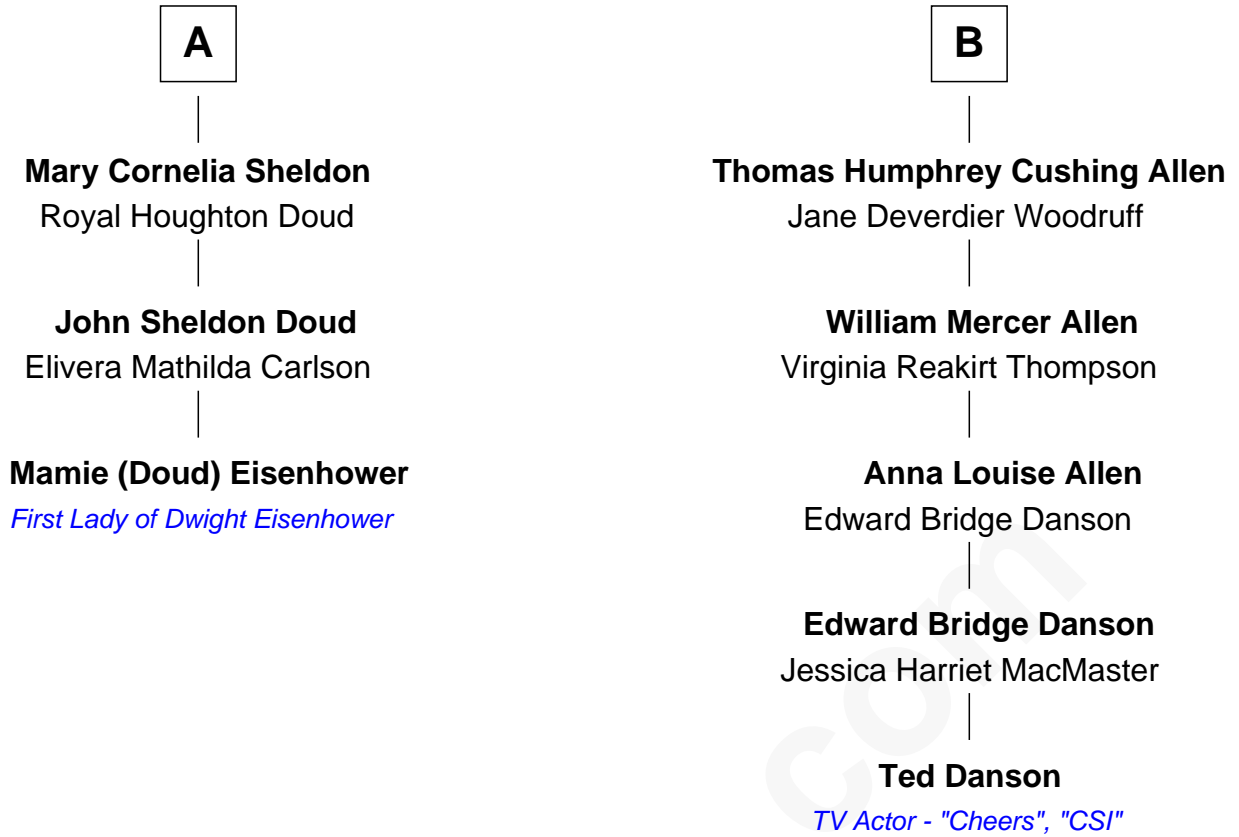 A
Mary Cornelia Sheldon
Royal Houghton Doud
John Sheldon Doud
Elivera Mathilda Carlson
Mamie (Doud) Eisenhower
First Lady of Dwight Eisenhower
B
Thomas Humphrey Cushing Allen
Jane Deverdier Woodruff
William Mercer Allen
Virginia Reakirt Thompson
Anna Louise Allen
Edward Bridge Danson
Edward Bridge Danson
Jessica Harriet MacMaster
Ted Danson
TV Actor - "Cheers", "CSI"
com